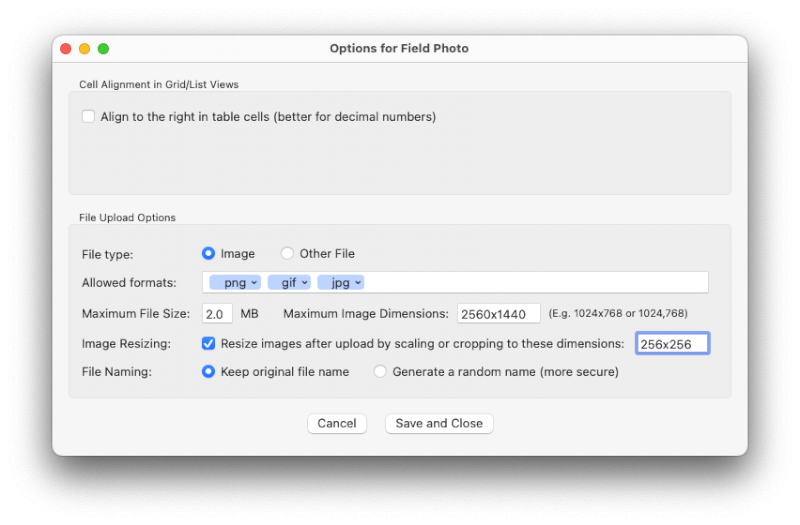 Options for Field Photo
Cell Alignment in Grid/List Views
Align to the right in table cells (better for decimal numbers)
File Upload Options
File type: Image Other File
Allowed formats: png gif jpg
Maximum File Size: 2.0 MB Maximum Image Dimensions: 2560x1440 (E.g. 1024x768 or 1024,768)
Image Resizing: Resize images after upload by scaling or cropping to these dimensions: 256x256
File Naming: Keep original file name Generate a random name (more secure)
Cancel Save and Close